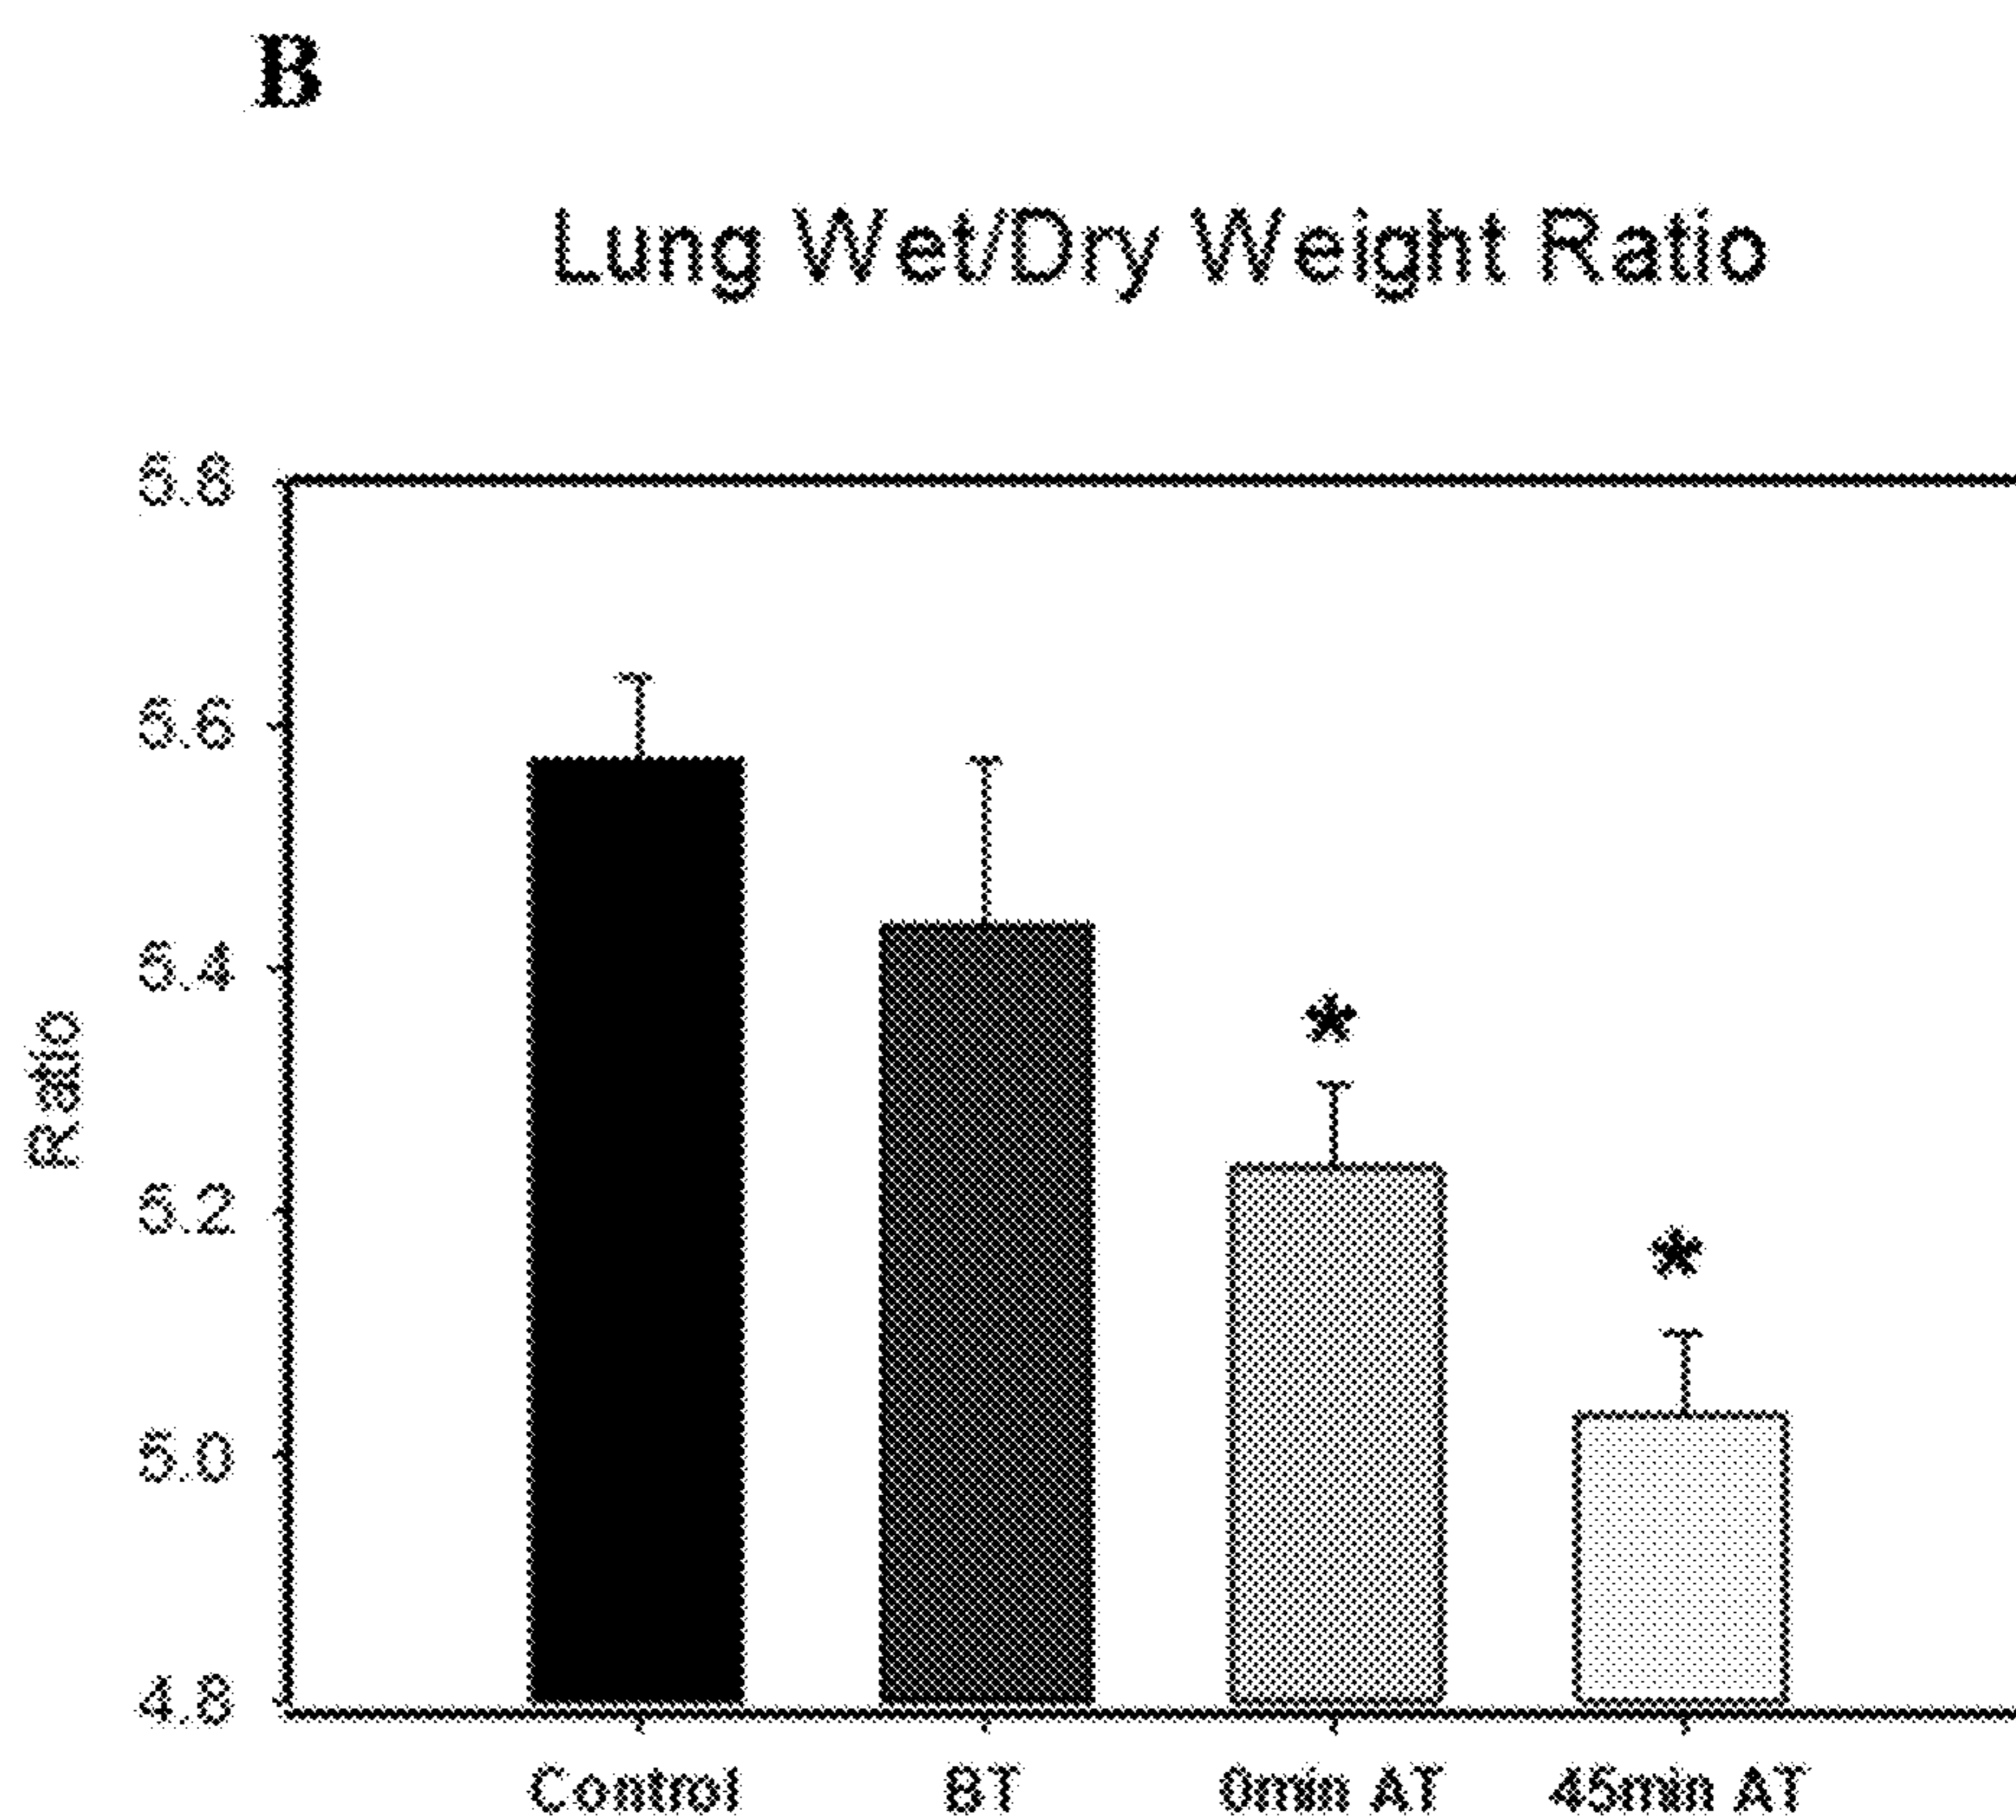 B
Lung Wet/Dry Weight Ratio
5.8
5.6
5.4
5.2
5.0
4.8
Ratio
*
*
Control BT 0min AT 45min AT